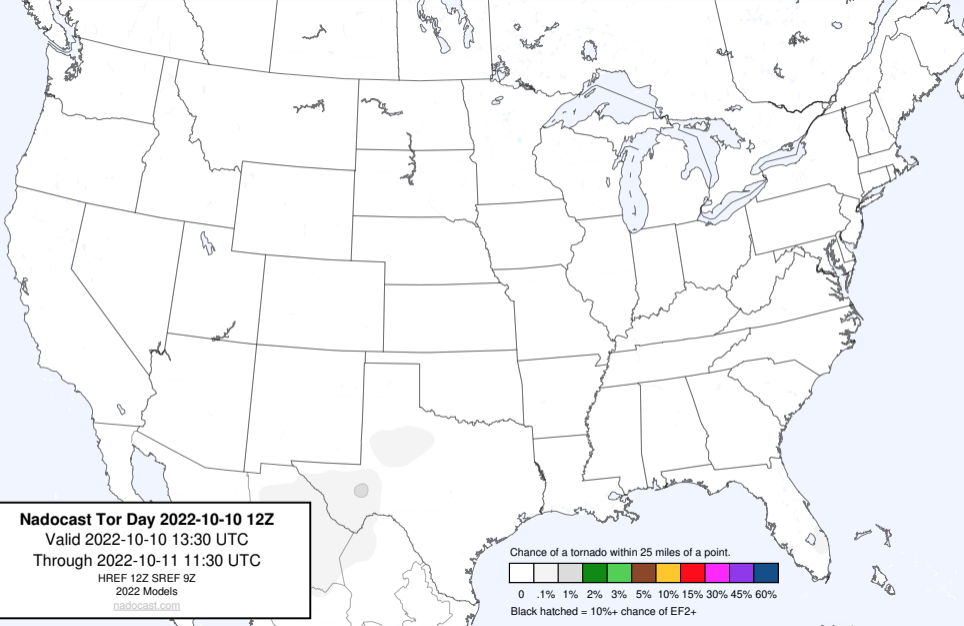 Nadocast Tor Day 2022-10-10 12Z
Valid 2022-10-10 13:30 UTC
Through 2022-10-11 11:30 UTC
HREF 12Z SREF 9Z
2022 Models
nadocast.com
Chance of a tornado within 25 miles of a point.
0 .1% 1% 2% 3% 5% 10% 15% 30% 45% 60%
Black hatched = 10%+ chance of EF2+